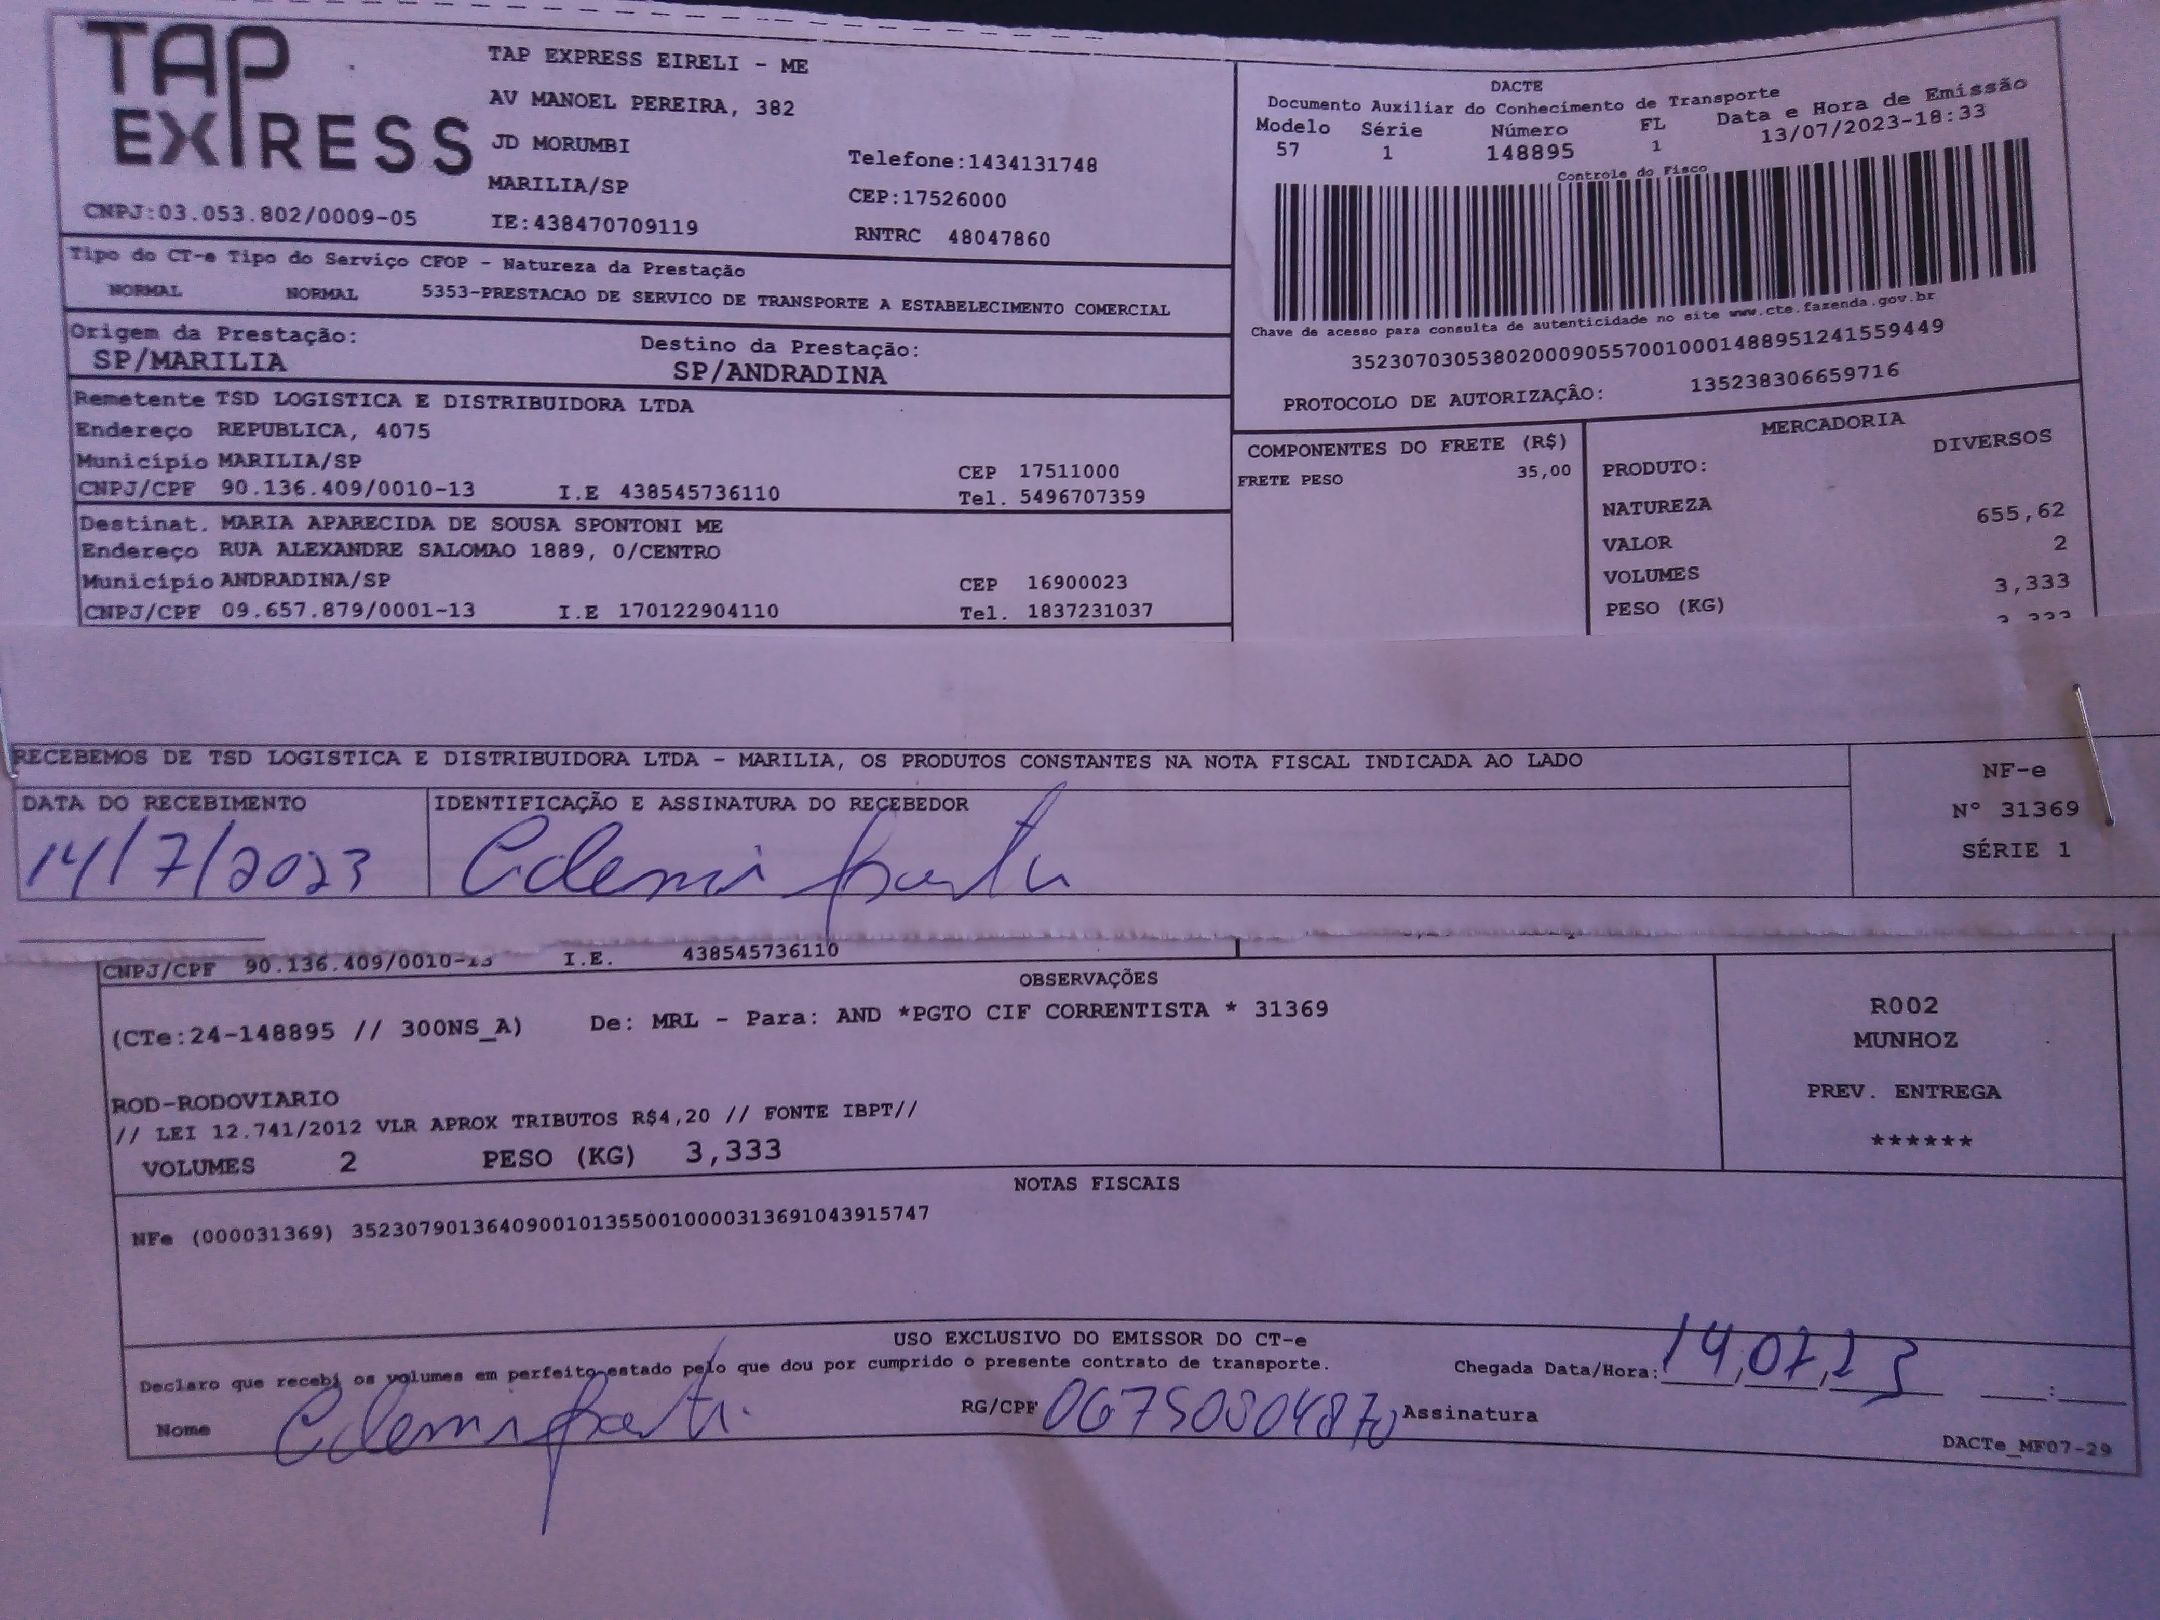 TAP EXPRESS
TAP EXPRESS EIRELI - ME
AV MANOEL PEREIRA, 382
JD MORUMBI
Telefone:1434131748
MARILIA/SP
CEP:17526000
CNPJ:03.053.802/0009-05
IE:438470709119
RNTRC 48047860
DACTE
Documento Auxiliar do Conhecimento de Transporte
Modelo Série Número FL Data e Hora de Emissão
57 1 148895 1 13/07/2023-18:33
Controle do Fisco
Chave de acesso para consulta de autenticidade no site www.cte.fazenda.gov.br
35230703053802000905570010001488951241559449
PROTOCOLO DE AUTORIZAÇÂO: 135238306659716
Tipo do CT-e Tipo do Serviço CFOP - Natureza da Prestação
NORMAL NORMAL 5353-PRESTACAO DE SERVICO DE TRANSPORTE A ESTABELECIMENTO COMERCIAL
Origem da Prestação: Destino da Prestação:
SP/MARILIA SP/ANDRADINA
Remetente TSD LOGISTICA E DISTRIBUIDORA LTDA
Endereço REPUBLICA, 4075
Município MARILIA/SP CEP 17511000
CNPJ/CPF 90.136.409/0010-13 I.E 438545736110 Tel. 5496707359
Destinat. MARIA APARECIDA DE SOUSA SPONTONI ME
Endereço RUA ALEXANDRE SALOMAO 1889, 0/CENTRO
Município ANDRADINA/SP CEP 16900023
CNPJ/CPF 09.657.879/0001-13 I.E 170122904110 Tel. 1837231037
COMPONENTES DO FRETE (R$)
FRETE PESO 35,00
MERCADORIA
PRODUTO: DIVERSOS
NATUREZA
VALOR 655,62
VOLUMES 2
PESO (KG) 3,333
RECEBEMOS DE TSD LOGISTICA E DISTRIBUIDORA LTDA - MARILIA, OS PRODUTOS CONSTANTES NA NOTA FISCAL INDICADA AO LADO
DATA DO RECEBIMENTO IDENTIFICAÇÃO E ASSINATURA DO RECEBEDOR
14/7/2023
NF-e
Nº 31369
SÉRIE 1
CNPJ/CPF 90.136.409/0010-13 I.E. 438545736110
OBSERVAÇÕES
(CTe:24-148895 // 300NS_A) De: MRL - Para: AND *PGTO CIF CORRENTISTA * 31369
ROD-RODOVIARIO
// LEI 12.741/2012 VLR APROX TRIBUTOS R$4,20 // FONTE IBPT//
VOLUMES 2 PESO (KG) 3,333
R002
MUNHOZ
PREV. ENTREGA
******
NOTAS FISCAIS
NFe (000031369) 35230790136409001013550010000313691043915747
USO EXCLUSIVO DO EMISSOR DO CT-e
Declaro que recebi os volumes em perfeito estado pelo que dou por cumprido o presente contrato de transporte. Chegada Data/Hora: 14,07,23 :
Nome RG/CPF Assinatura
DACTe_MF07-29